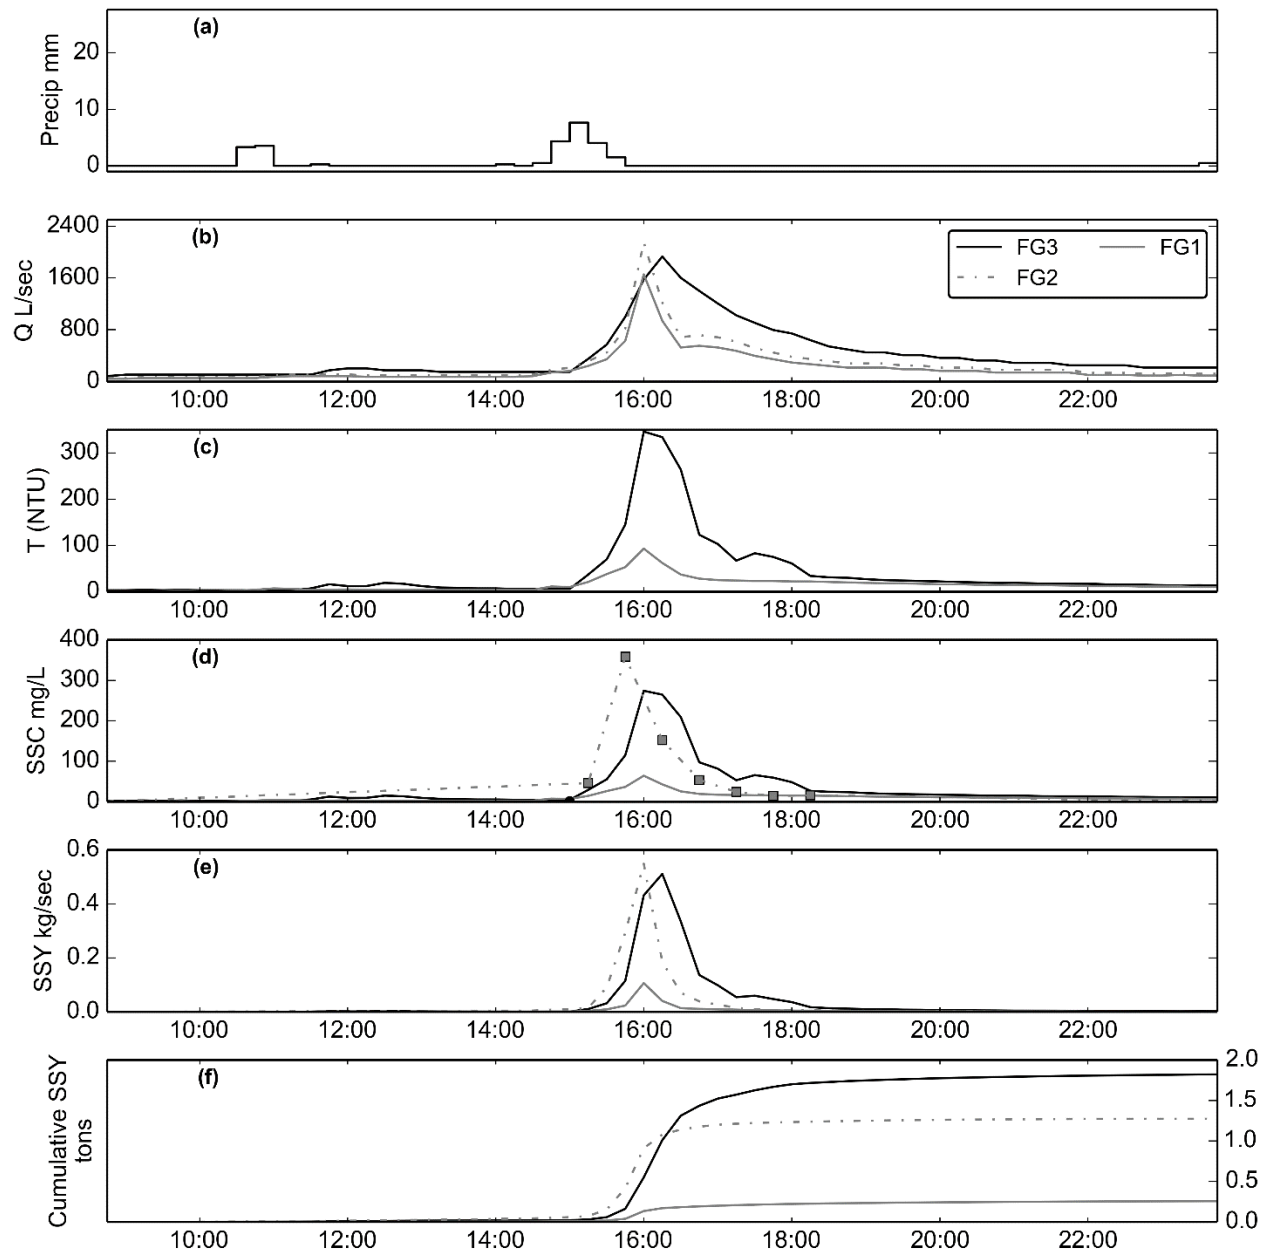 (a)
Precip mm
20
10
0
(b)
Q L/sec
2400
1600
800
0
FG3 FG1
FG2
10:00 12:00 14:00 16:00 18:00 20:00 22:00
(c)
T (NTU)
300
200
100
0
10:00 12:00 14:00 16:00 18:00 20:00 22:00
(d)
SSC mg/L
400
300
200
100
0
10:00 12:00 14:00 16:00 18:00 20:00 22:00
(e)
SSY kg/sec
0.6
0.4
0.2
0.0
10:00 12:00 14:00 16:00 18:00 20:00 22:00
(f)
Cumulative SSY
tons
2.0
1.5
1.0
0.5
0.0
10:00 12:00 14:00 16:00 18:00 20:00 22:00